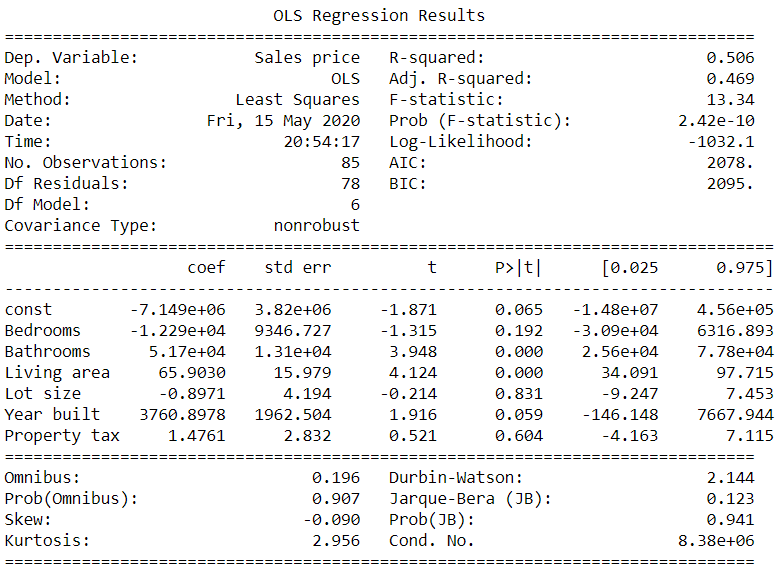 OLS Regression Results
==============================================================================
Dep. Variable: Sales price R-squared: 0.506
Model: OLS Adj. R-squared: 0.469
Method: Least Squares F-statistic: 13.34
Date: Fri, 15 May 2020 Prob (F-statistic): 2.42e-10
Time: 20:54:17 Log-Likelihood: -1032.1
No. Observations: 85 AIC: 2078.
Df Residuals: 78 BIC: 2095.
Df Model: 6
Covariance Type: nonrobust
================================================================================
coef std err t P>|t| [0.025 0.975]
--------------------------------------------------------------------------------
const -7.149e+06 3.82e+06 -1.871 0.065 -1.48e+07 4.56e+05
Bedrooms -1.229e+04 9346.727 -1.315 0.192 -3.09e+04 6316.893
Bathrooms 5.17e+04 1.31e+04 3.948 0.000 2.56e+04 7.78e+04
Living area 65.9030 15.979 4.124 0.000 34.091 97.715
Lot size -0.8971 4.194 -0.214 0.831 -9.247 7.453
Year built 3760.8978 1962.504 1.916 0.059 -146.148 7667.944
Property tax 1.4761 2.832 0.521 0.604 -4.163 7.115
==============================================================================
Omnibus: 0.196 Durbin-Watson: 2.144
Prob(Omnibus): 0.907 Jarque-Bera (JB): 0.123
Skew: -0.090 Prob(JB): 0.941
Kurtosis: 2.956 Cond. No. 8.38e+06
==============================================================================